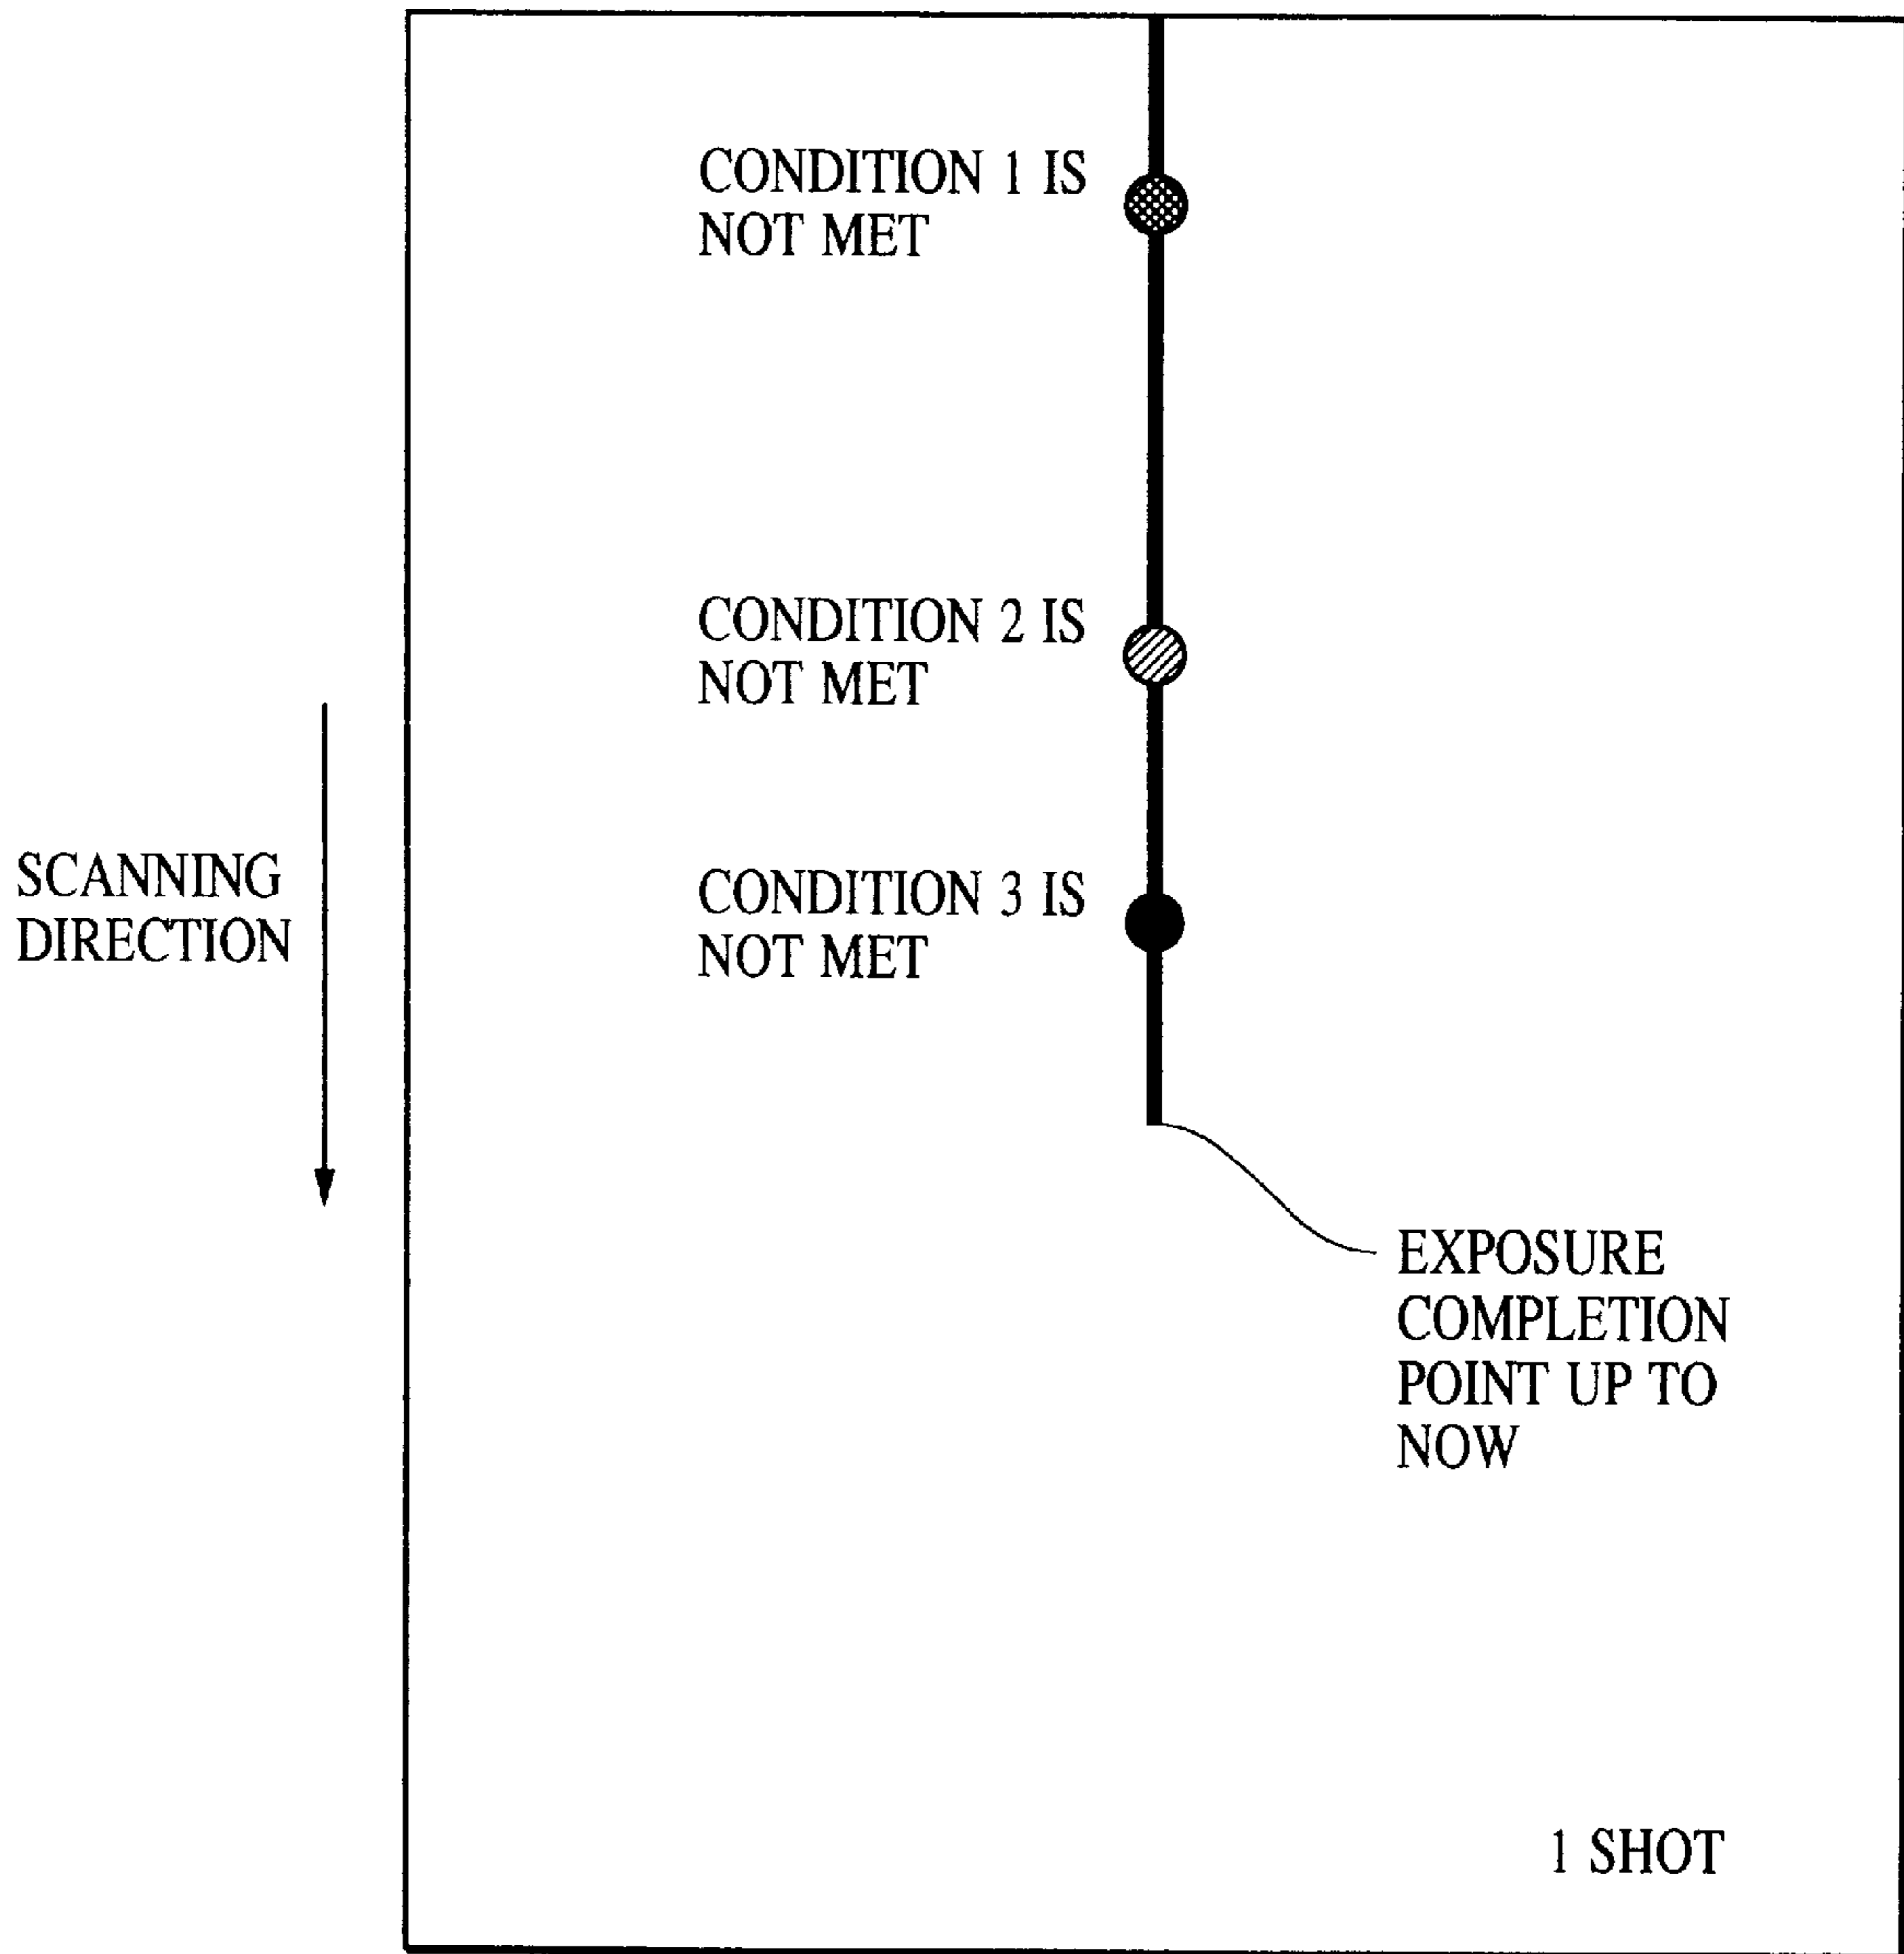 CONDITION 1 IS
NOT MET
CONDITION 2 IS
NOT MET
SCANNING
DIRECTION
CONDITION 3 IS
NOT MET
EXPOSURE
COMPLETION
POINT UP TO
NOW
1 SHOT